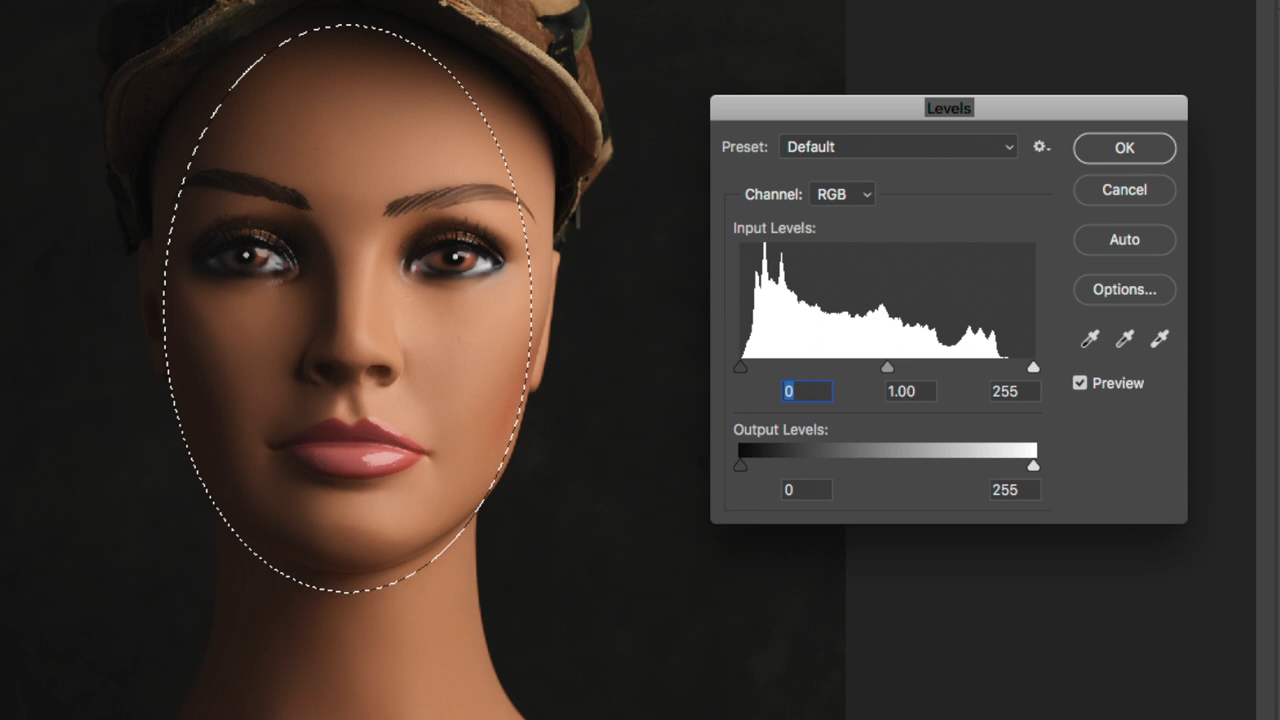 Levels
Preset: Default
OK
Channel: RGB
Cancel
Input Levels:
Auto
Options...
0 1.00 255
Preview
Output Levels:
0 255